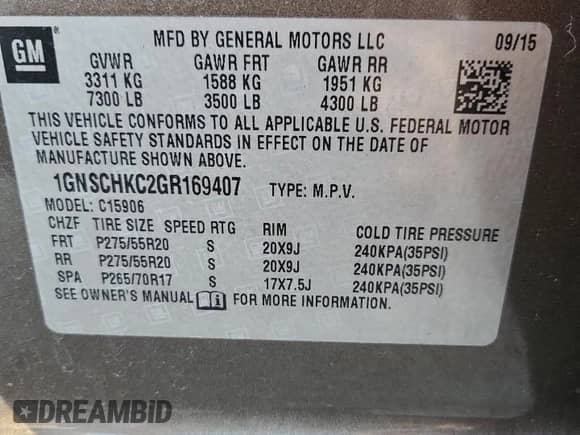 GM
MFD BY GENERAL MOTORS LLC 09/15
GVWR GAWR FRT GAWR RR
3311 KG 1588 KG 1951 KG
7300 LB 3500 LB 4300 LB
THIS VEHICLE CONFORMS TO ALL APPLICABLE U.S. FEDERAL MOTOR
VEHICLE SAFETY STANDARDS IN EFFECT ON THE DATE OF
MANUFACTURE SHOWN ABOVE.
1GNSCHKC2GR169407 TYPE: M.P.V.
MODEL: C15906
CHZF TIRE SIZE SPEED RTG RIM COLD TIRE PRESSURE
FRT P275/55R20 S 20X9J 240KPA(35PSI)
RR P275/55R20 S 20X9J 240KPA(35PSI)
SPA P265/70R17 S 17X7.5J 240KPA(35PSI)
SEE OWNER'S MANUAL FOR MORE INFORMATION.
DREAMBID